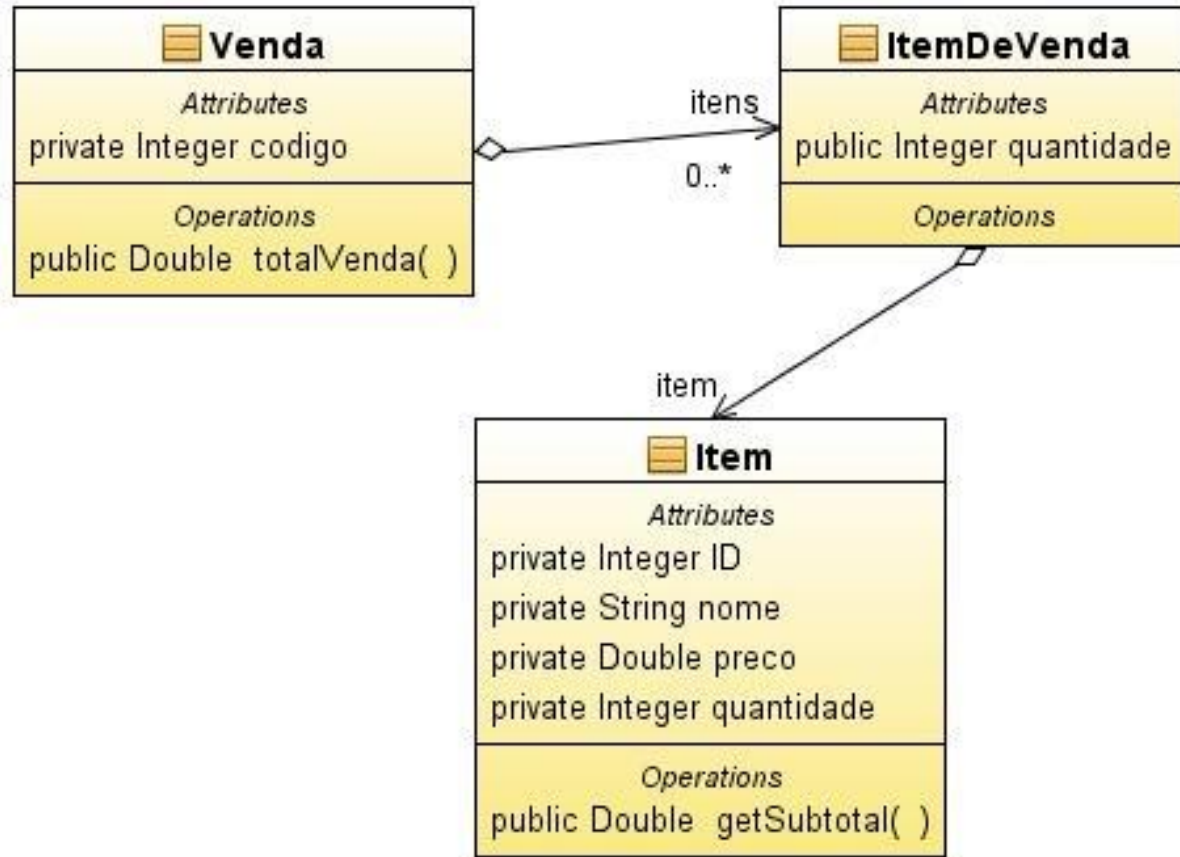 Venda
Attributes
private Integer codigo
Operations
public Double totalVenda( )
itens
0..*
ItemDeVenda
Attributes
public Integer quantidade
Operations
item
Item
Attributes
private Integer ID
private String nome
private Double preco
private Integer quantidade
Operations
public Double getSubtotal( )